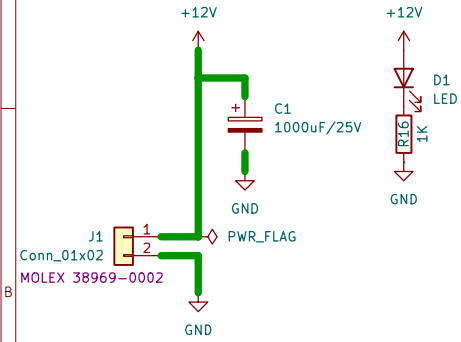 +12V
+12V
+
C1
1000uF/25V
D1
LED
R16
1K
GND
GND
J1
1
PWR_FLAG
Conn_01x02
2
MOLEX 38969-0002
B
GND